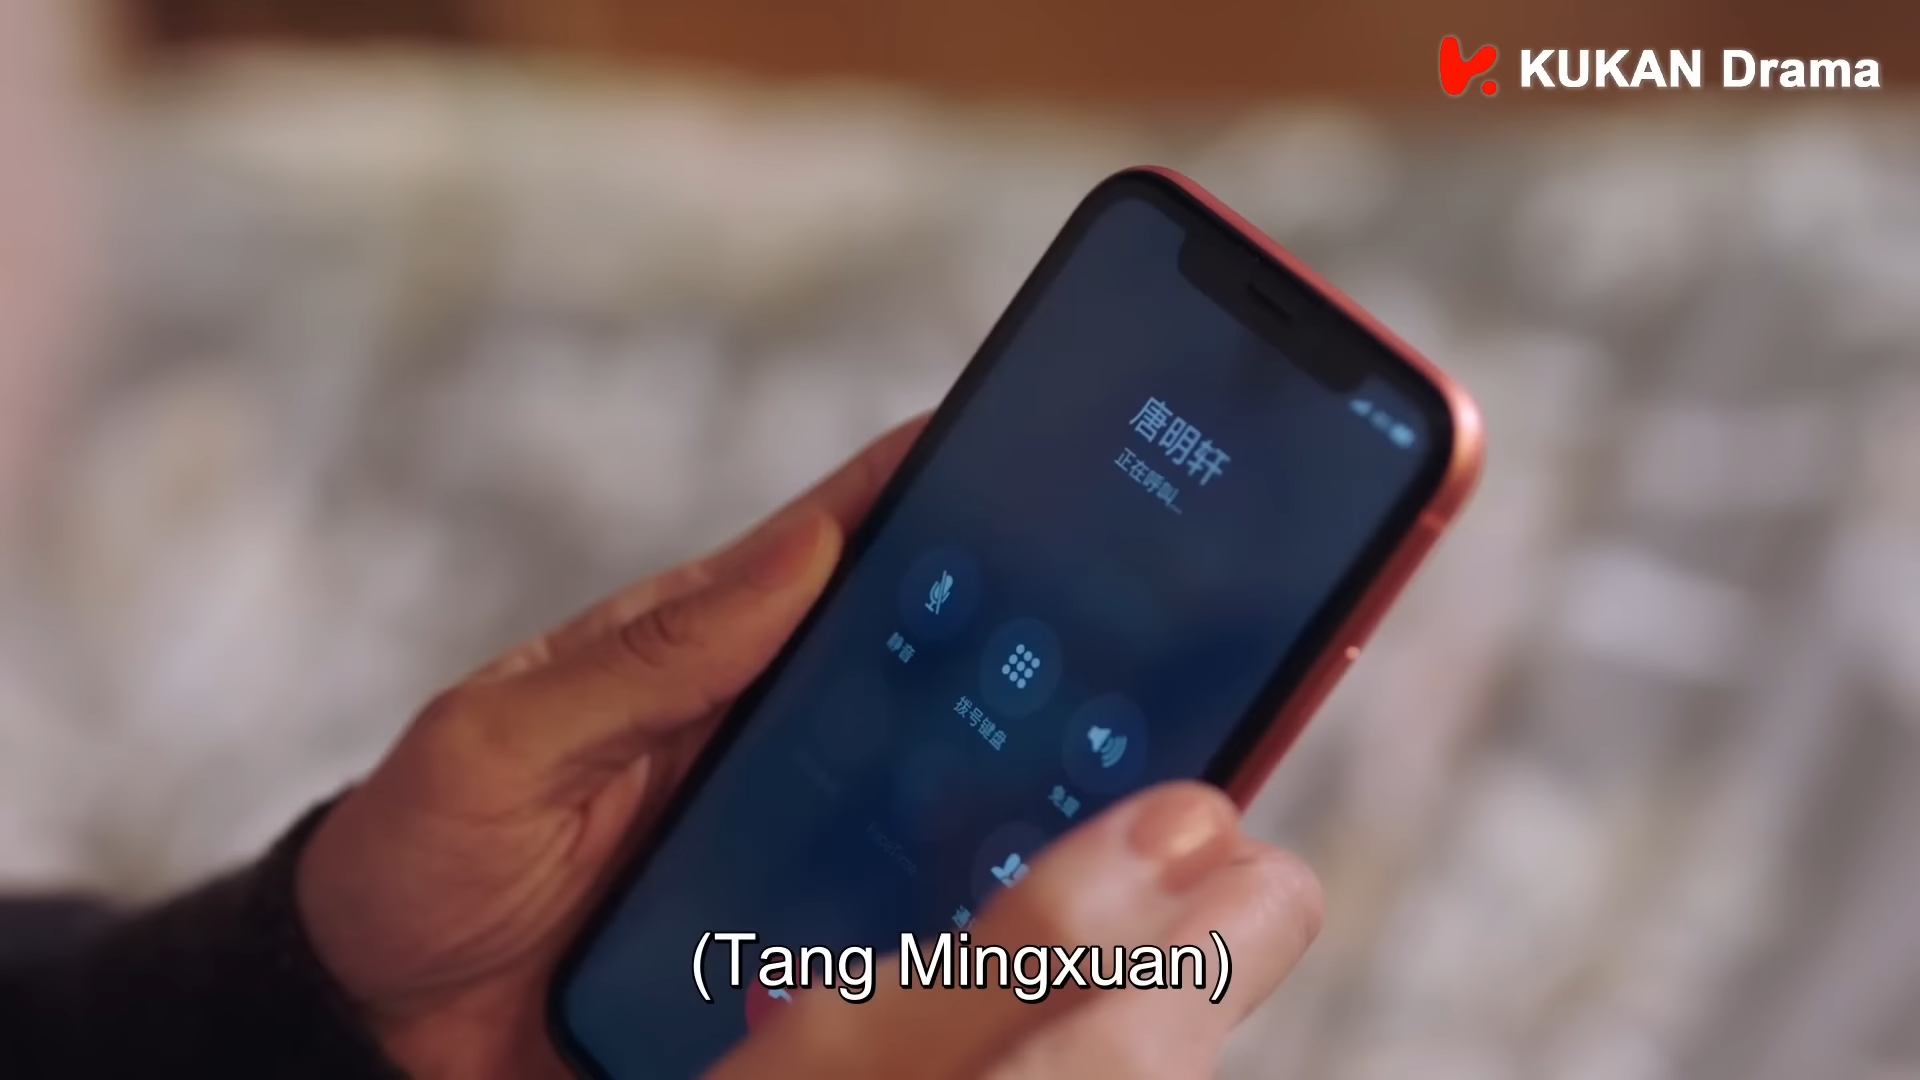 KUKAN Drama
唐明轩
正在呼叫...
静音
拨号键盘
免提
FaceTime
(Tang Mingxuan)